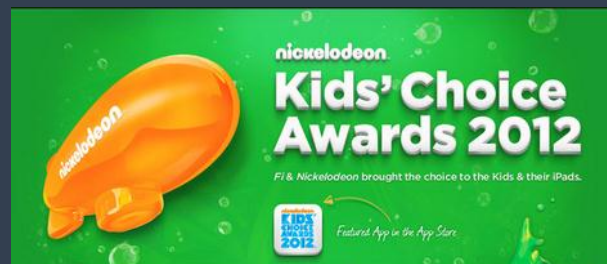 nickelodeon
nickelodeon
Kids' Choice
Awards 2012
Fi & Nickelodeon brought the choice to the Kids & their iPads.
nickelodeon
KIDS'
CHOICE
AWARDS
2012
Featured App in the App Store